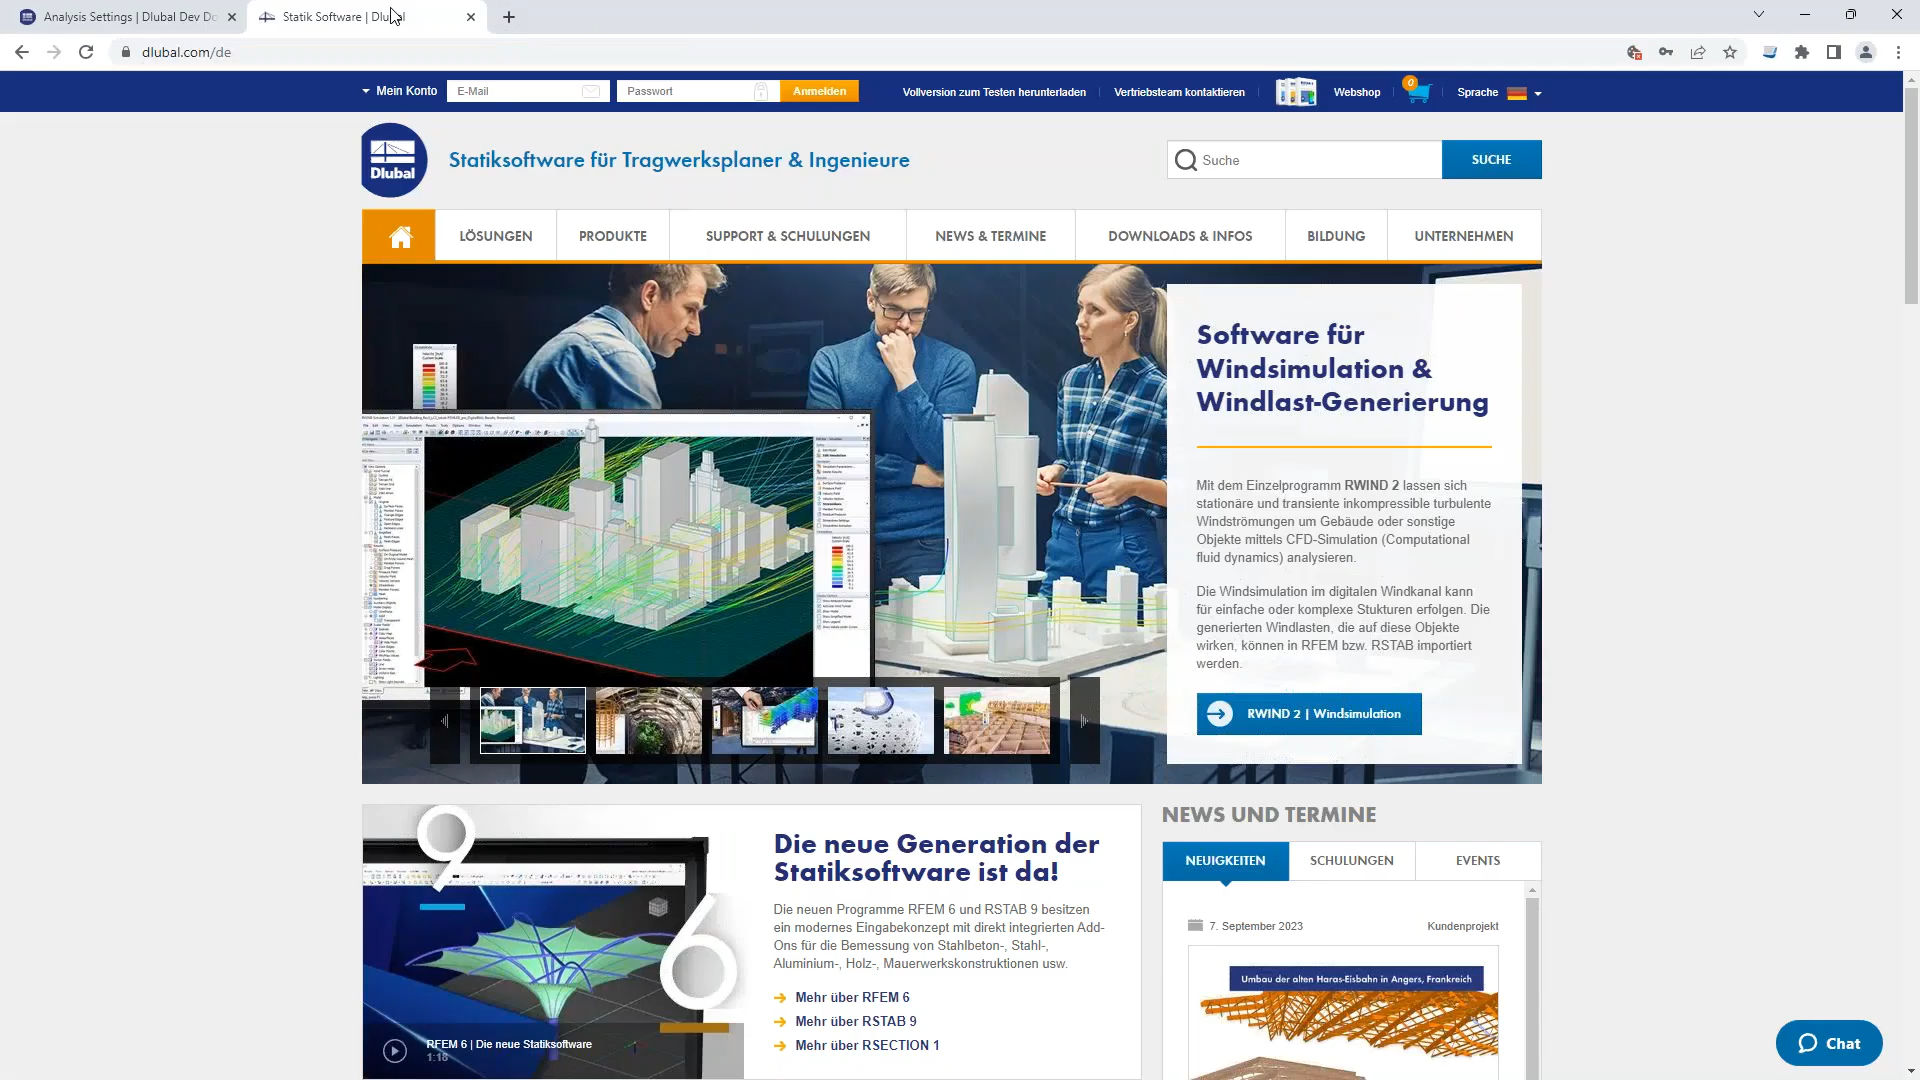 Analysis Settings | Dlubal Dev Do
Statik Software | Dlubal
dlubal.com/de
Mein Konto
E-Mail
Passwort
Anmelden
Vollversion zum Testen herunterladen
Vertriebsteam kontaktieren
Webshop
0
Sprache
Dlubal
Statiksoftware für Tragwerksplaner & Ingenieure
Suche
SUCHE
LÖSUNGEN
PRODUKTE
SUPPORT & SCHULUNGEN
NEWS & TERMINE
DOWNLOADS & INFOS
BILDUNG
UNTERNEHMEN
Software für
Windsimulation &
Windlast-Generierung
Mit dem Einzelprogramm RWIND 2 lassen sich
stationäre und transiente inkompressible turbulente
Windströmungen um Gebäude oder sonstige
Objekte mittels CFD-Simulation (Computational
fluid dynamics) analysieren.
Die Windsimulation im digitalen Windkanal kann
für einfache oder komplexe Stukturen erfolgen. Die
generierten Windlasten, die auf diese Objekte
wirken, können in RFEM bzw. RSTAB importiert
werden.
RWIND 2 | Windsimulation
9
6
RFEM 6 | Die neue Statiksoftware
1:18
Die neue Generation der
Statiksoftware ist da!
Die neuen Programme RFEM 6 und RSTAB 9 besitzen
ein modernes Eingabekonzept mit direkt integrierten Add-
Ons für die Bemessung von Stahlbeton-, Stahl-,
Aluminium-, Holz-, Mauerwerkskonstruktionen usw.
Mehr über RFEM 6
Mehr über RSTAB 9
Mehr über RSECTION 1
NEWS UND TERMINE
NEUIGKEITEN
SCHULUNGEN
EVENTS
7. September 2023
Kundenprojekt
Umbau der alten Haras-Eisbahn in Angers, Frankreich
Chat